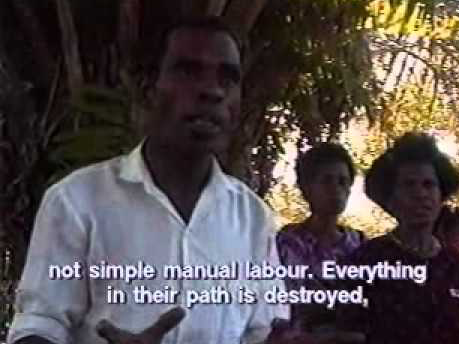 not simple manual labour. Everything
in their path is destroyed,